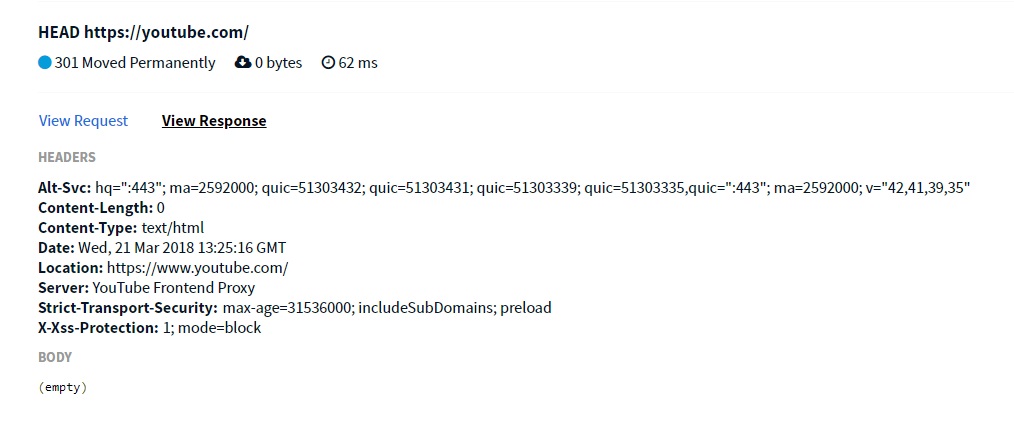 HEAD https://youtube.com/
301 Moved Permanently 0 bytes 62 ms
View Request View Response
HEADERS
Alt-Svc: hq=":443"; ma=2592000; quic=51303432; quic=51303431; quic=51303339; quic=51303335,quic=":443"; ma=2592000; v="42,41,39,35"
Content-Length: 0
Content-Type: text/html
Date: Wed, 21 Mar 2018 13:25:16 GMT
Location: https://www.youtube.com/
Server: YouTube Frontend Proxy
Strict-Transport-Security: max-age=31536000; includeSubDomains; preload
X-Xss-Protection: 1; mode=block
BODY
(empty)